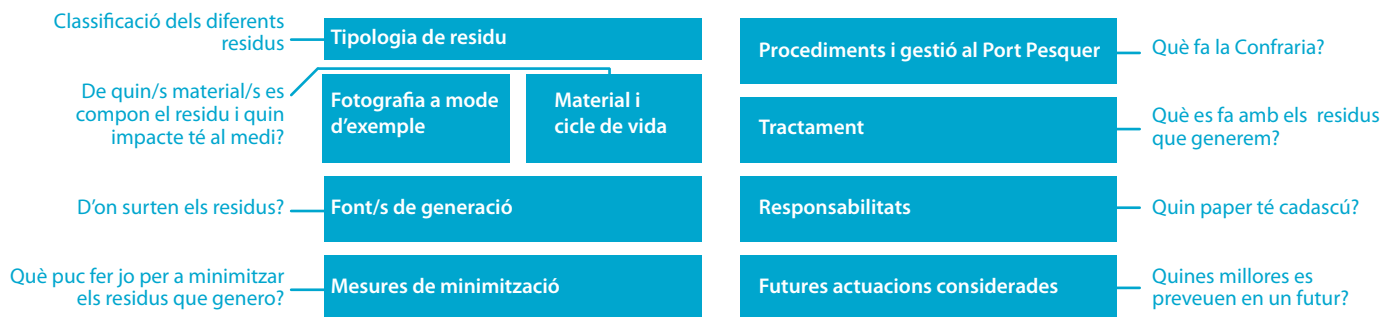 Classificació dels diferents
residus
Tipologia de residu
De quin/s material/s es
compon el residu i quin
impacte té al medi?
Fotografia a mode
d'exemple
Material i
cicle de vida
D'on surten els residus?
Font/s de generació
Què puc fer jo per a minimitzar
els residus que genero?
Mesures de minimització
Procediments i gestió al Port Pesquer
Què fa la Confraria?
Tractament
Què es fa amb els residus
que generem?
Responsabilitats
Quin paper té cadascú?
Futures actuacions considerades
Quines millores es
preveuen en un futur?